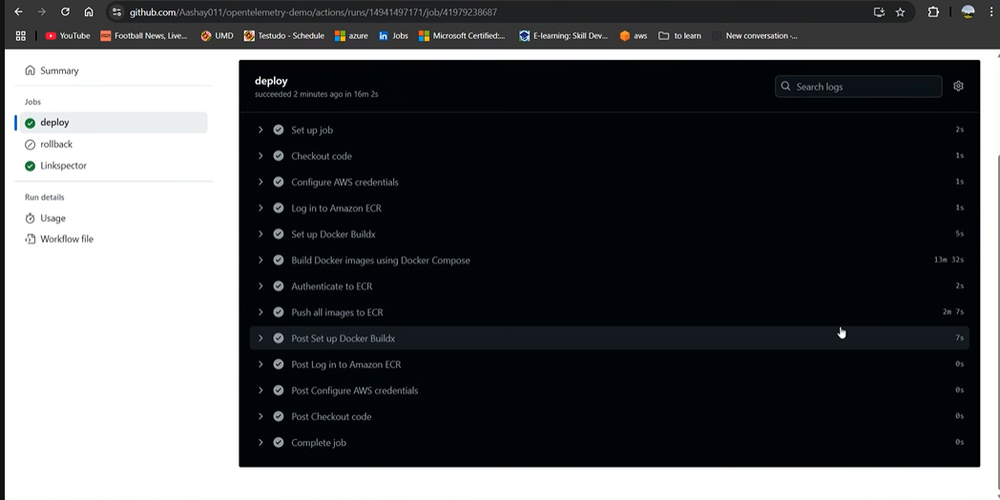 github.com/Aashay011/opentelemetry-demo/actions/runs/14941497171/job/41979238687
YouTube Football News, Live... UMD Testudo - Schedule azure Jobs Microsoft Certified:... E-learning: Skill Dev... aws to learn New conversation -...
Summary
Jobs
deploy
rollback
Linkspector
Run details
Usage
Workflow file
deploy
succeeded 2 minutes ago in 16m 2s
Search logs
Set up job 2s
Checkout code 1s
Configure AWS credentials 1s
Log in to Amazon ECR 1s
Set up Docker Buildx 5s
Build Docker images using Docker Compose 13m 32s
Authenticate to ECR 2s
Push all images to ECR 2m 7s
Post Set up Docker Buildx 7s
Post Log in to Amazon ECR 0s
Post Configure AWS credentials 0s
Post Checkout code 0s
Complete job 0s